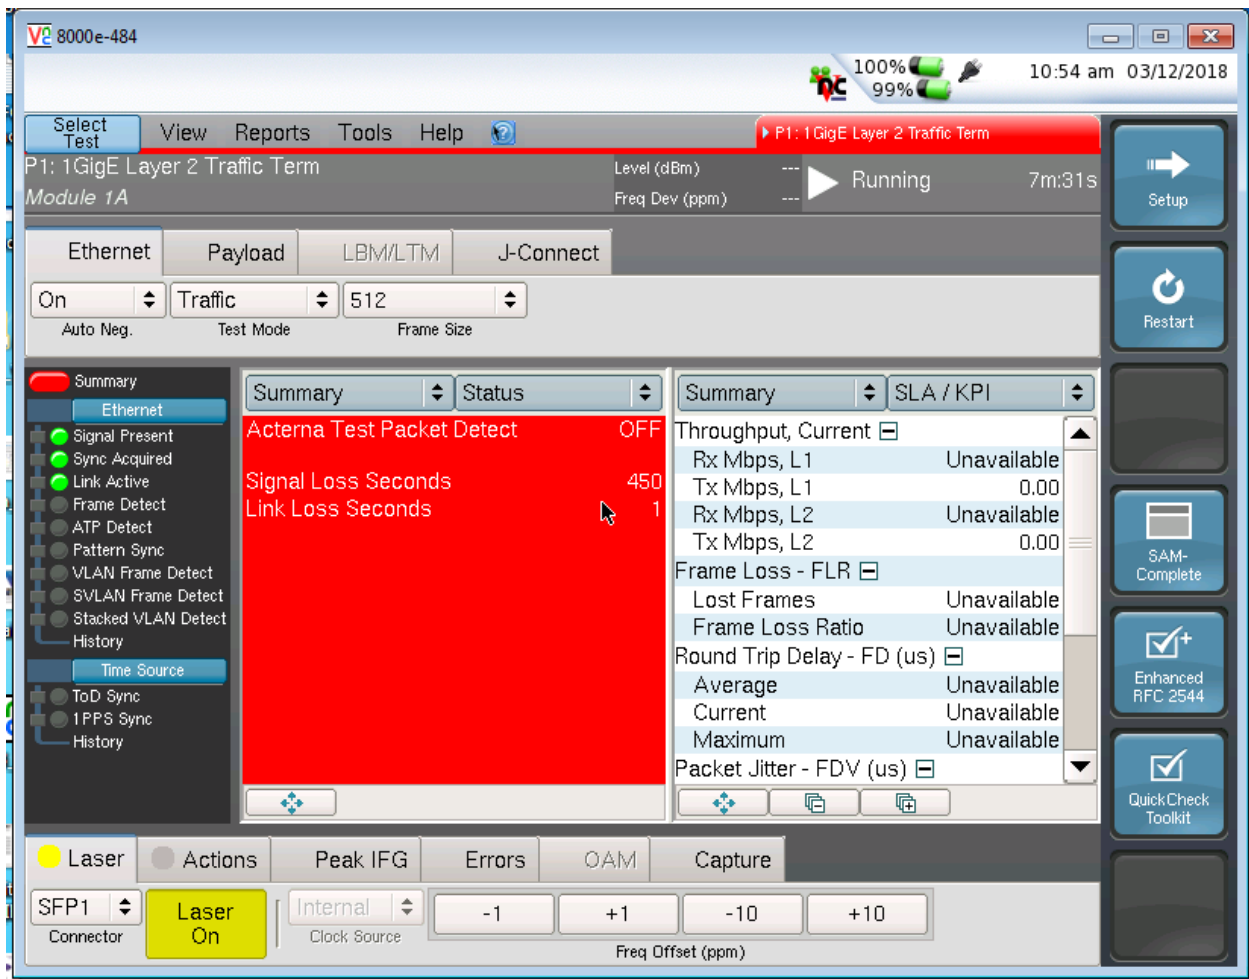 8000e-484
100%
99%
10:54 am 03/12/2018
Select Test View Reports Tools Help
P1: 1GigE Layer 2 Traffic Term
P1: 1GigE Layer 2 Traffic Term
Module 1A
Level (dBm) ---
Freq Dev (ppm) ---
Running 7m:31s
Setup
Ethernet Payload LBM/LTM J-Connect
On Traffic 512
Auto Neg. Test Mode Frame Size
Restart
Summary
Ethernet
Signal Present
Sync Acquired
Link Active
Frame Detect
ATP Detect
Pattern Sync
VLAN Frame Detect
SVLAN Frame Detect
Stacked VLAN Detect
History
Time Source
ToD Sync
1PPS Sync
History
Summary Status
Acterna Test Packet Detect OFF
Signal Loss Seconds 450
Link Loss Seconds 1
Summary SLA / KPI
Throughput, Current
Rx Mbps, L1 Unavailable
Tx Mbps, L1 0.00
Rx Mbps, L2 Unavailable
Tx Mbps, L2 0.00
Frame Loss - FLR
Lost Frames Unavailable
Frame Loss Ratio Unavailable
Round Trip Delay - FD (us)
Average Unavailable
Current Unavailable
Maximum Unavailable
Packet Jitter - FDV (us)
SAM-
Complete
Enhanced
RFC 2544
QuickCheck
Toolkit
Laser Actions Peak IFG Errors OAM Capture
SFP1
Connector
Laser
On
Internal
Clock Source
-1 +1 -10 +10
Freq Offset (ppm)